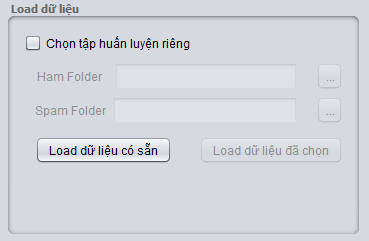 Load dữ liệu
Chọn tập huấn luyện riêng
Ham Folder ...
Spam Folder ...
Load dữ liệu có sẵn Load dữ liệu đã chọn